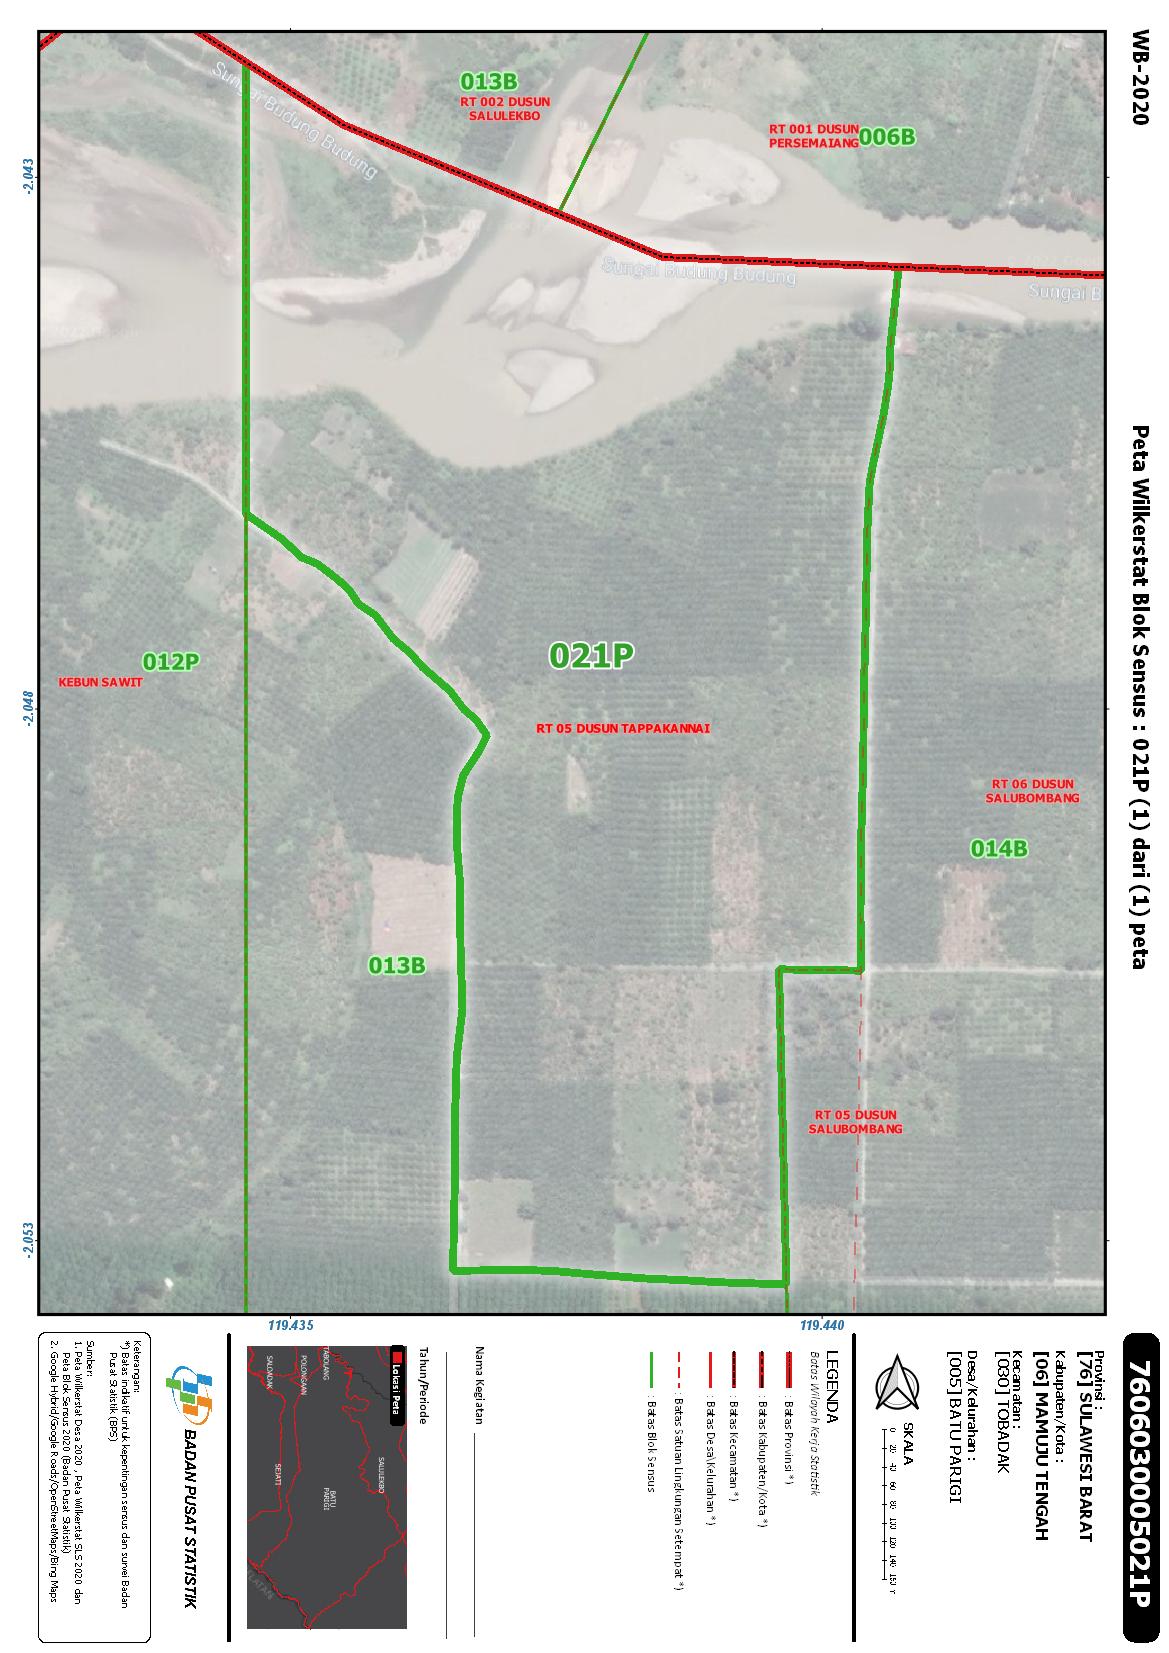 WB-2020
Peta Wilkerstat Blok Sensus : 021P (1) dari (1) peta
7606030005021P
013B
RT 002 DUSUN
SALULEKBO
RT 001 DUSUN
PERSEMAIANG
006B
Sungai Budung Budung
Sungai Budung Budung
Sungai B
021P
RT 05 DUSUN TAPPAKANNAI
012P
KEBUN SAWIT
RT 06 DUSUN
SALUBOMBANG
014B
013B
RT 05 DUSUN
SALUBOMBANG
-2.043
-2.048
-2.053
119.435
119.440
Provinsi :
[76] SULAWESI BARAT
Kabupaten/Kota :
[06] MAMUJU TENGAH
Kecamatan :
[030] TOBADAK
Desa/Kelurahan :
[005] BATU PARIGI
SKALA
0 20 40 60 80 100 120 140
LEGENDA
Batas Wilayah Kerja Statistik
: Batas Provinsi *)
: Batas Kabupaten/Kota *)
: Batas Kecamatan *)
: Batas Desa\Kelurahan *)
: Batas Satuan Lingkungan Setempat *)
: Batas Blok Sensus
Nama Kegiatan
Tahun/Periode
Lokasi Peta
TABOLANG
POLONGAAN
SALOADAK
SALULEKBO
BATU
PARIGI
SEJATI
BADAN PUSAT STATISTIK
Keterangan:
*) Batas indikatif untuk kepentingan sensus dan survei Badan
Pusat Statistik (BPS)
Sumber:
1. Peta Wilkerstat Desa 2020 , Peta Wilkerstat SLS 2020 dan
Peta Blok Sensus 2020 (Badan Pusat Statistik)
2. Google Hybrid/Google Roads/OpenStreetMaps/Bing Maps